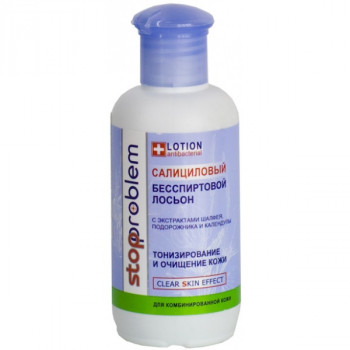 stopproblem
LOTION
antibacterial
САЛИЦИЛОВЫЙ
БЕССПИРТОВОЙ
ЛОСЬОН
С ЭКСТРАКТАМИ ШАЛФЕЯ,
ПОДОРОЖНИКА И КАЛЕНДУЛЫ
ТОНИЗИРОВАНИЕ
И ОЧИЩЕНИЕ КОЖИ
CLEAR SKIN EFFECT
ДЛЯ КОМБИНИРОВАННОЙ КОЖИ